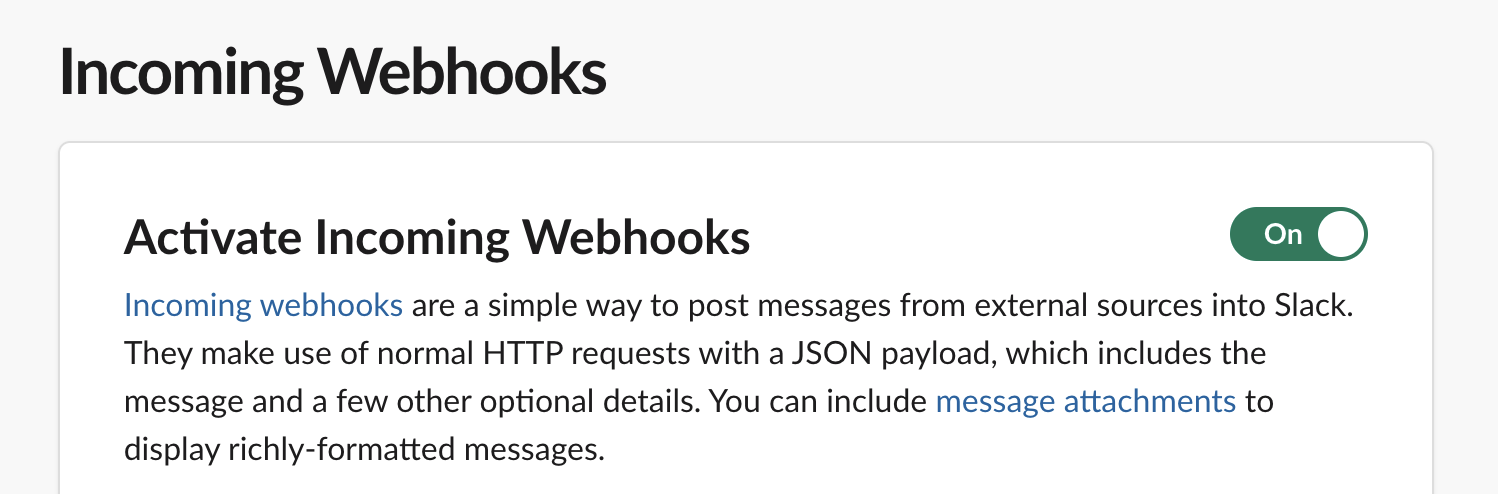 Incoming Webhooks
Activate Incoming Webhooks
On
Incoming webhooks are a simple way to post messages from external sources into Slack.
They make use of normal HTTP requests with a JSON payload, which includes the
message and a few other optional details. You can include message attachments to
display richly-formatted messages.